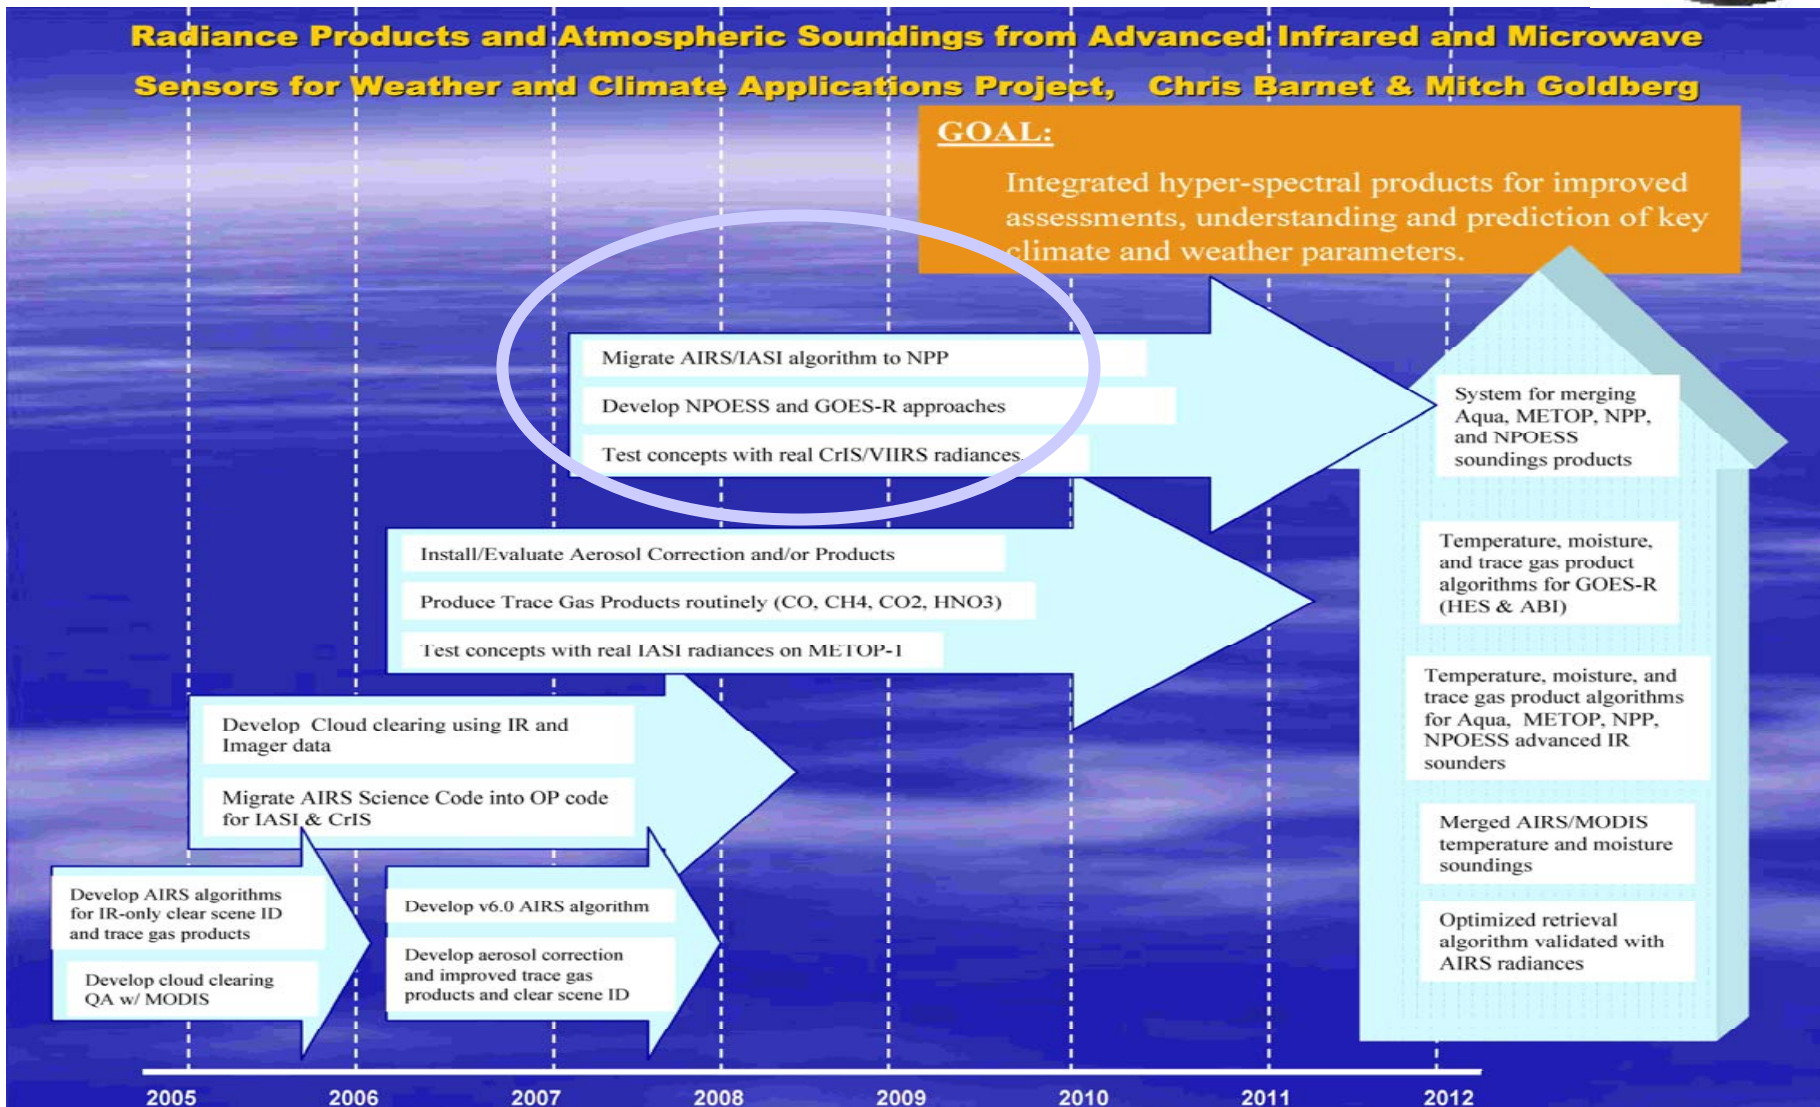 Radiance Products and Atmospheric Soundings from Advanced Infrared and Microwave
Sensors for Weather and Climate Applications Project, Chris Barnet & Mitch Goldberg
GOAL:
Integrated hyper-spectral products for improved
assessments, understanding and prediction of key
climate and weather parameters.
Migrate AIRS/IASI algorithm to NPP
Develop NPOESS and GOES-R approaches
Test concepts with real CrIS/VIIRS radiances.
Install/Evaluate Aerosol Correction and/or Products
Produce Trace Gas Products routinely (CO, CH4, CO2, HNO3)
Test concepts with real IASI radiances on METOP-1
Develop Cloud clearing using IR and
Imager data
Migrate AIRS Science Code into OP code
for IASI & CrIS
Develop AIRS algorithms
for IR-only clear scene ID
and trace gas products
Develop cloud clearing
QA w/ MODIS
Develop v6.0 AIRS algorithm
Develop aerosol correction
and improved trace gas
products and clear scene ID
System for merging
Aqua, METOP, NPP,
and NPOESS
soundings products
Temperature, moisture,
and trace gas product
algorithms for GOES-R
(HES & ABI)
Temperature, moisture, and
trace gas product algorithms
for Aqua, METOP, NPP,
NPOESS advanced IR
sounders
Merged AIRS/MODIS
temperature and moisture
soundings
Optimized retrieval
algorithm validated with
AIRS radiances
2005 2006 2007 2008 2009 2010 2011 2012